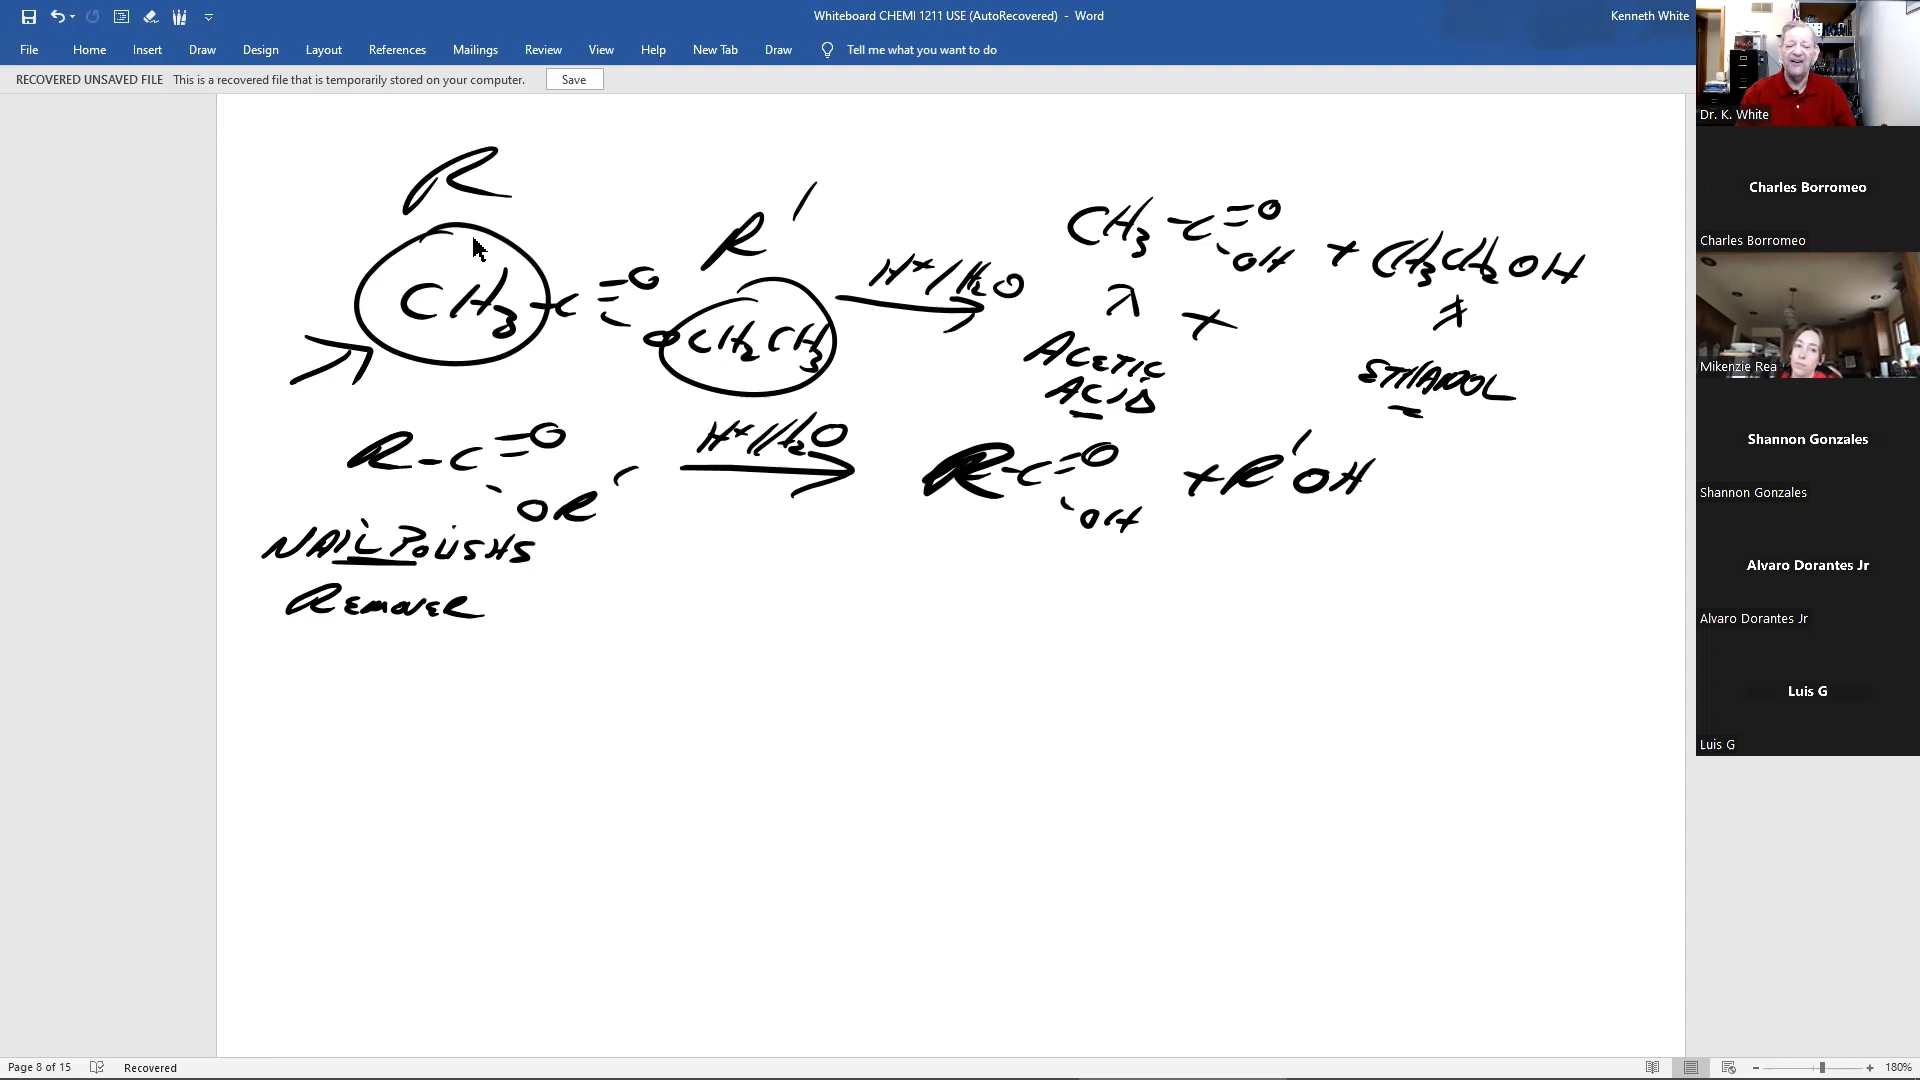 Whiteboard CHEMI 1211 USE (AutoRecovered) - Word
Kenneth White
File Home Insert Draw Design Layout References Mailings Review View Help New Tab Draw Tell me what you want to do
RECOVERED UNSAVED FILE This is a recovered file that is temporarily stored on your computer. Save
R
R'
CH3-C=O
OCH2CH3
H+/H2O
CH3-C=O
OH
+ CH3CH2OH
+
ACETIC
ACID
ETHANOL
R-C=O
OR'
H+/H2O
R-C=O
OH
+R'OH
NAIL POLISHS
REMOVER
Dr. K. White
Charles Borromeo
Charles Borromeo
Mikenzie Rea
Shannon Gonzales
Shannon Gonzales
Alvaro Dorantes Jr
Alvaro Dorantes Jr
Luis G
Luis G
Page 8 of 15 Recovered
180%